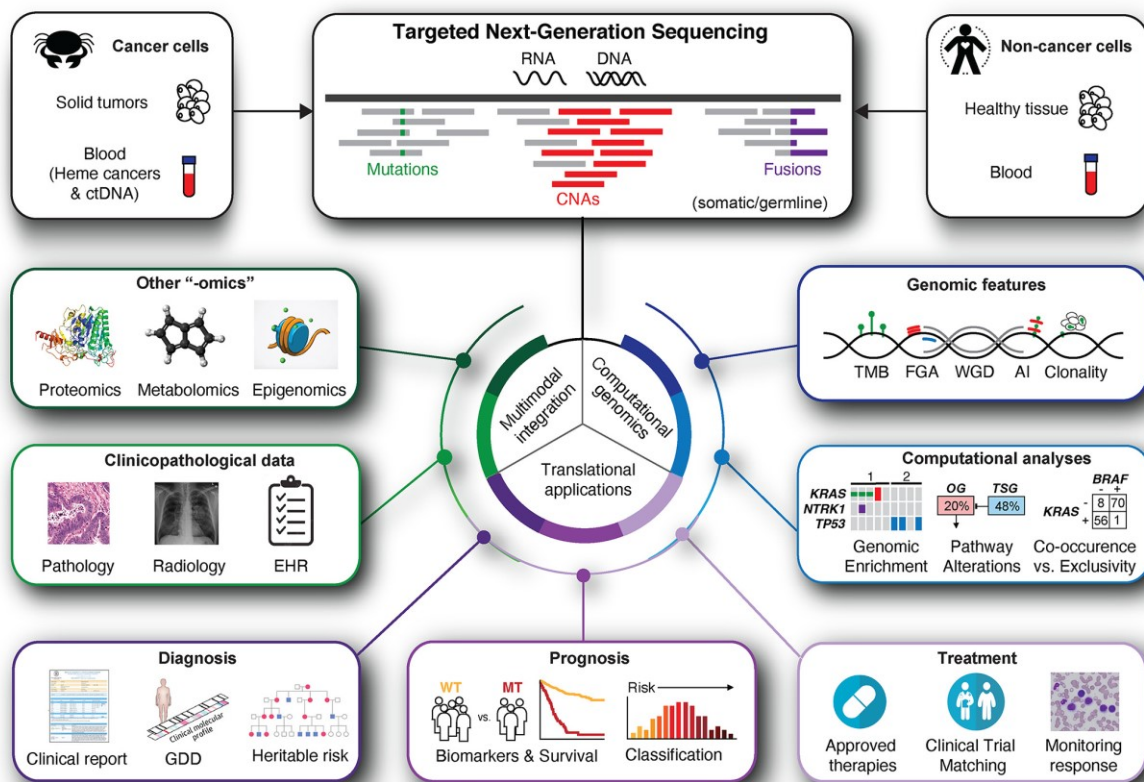 Cancer cells
Solid tumors
Blood
(Heme cancers
& ctDNA)
Targeted Next-Generation Sequencing
RNA
DNA
Mutations
CNAs
Fusions
(somatic/germline)
Non-cancer cells
Healthy tissue
Blood
Other “-omics”
Proteomics
Metabolomics
Epigenomics
Genomic features
TMB
FGA
WGD
AI
Clonality
Multimodal
integration
Computational
genomics
Translational
applications
Clinicopathological data
Pathology
Radiology
EHR
Computational analyses
1
2
KRAS
NTRK1
TP53
Genomic
Enrichment
OG
TSG
20%
48%
Pathway
Alterations
BRAF
- +
KRAS
- 8 70
+ 56 1
Co-occurence
vs. Exclusivity
Diagnosis
Clinical report
Clinical molecular
profile
GDD
Heritable risk
Prognosis
WT
vs.
MT
Biomarkers & Survival
Risk
Classification
Treatment
Approved
therapies
Clinical Trial
Matching
Monitoring
response